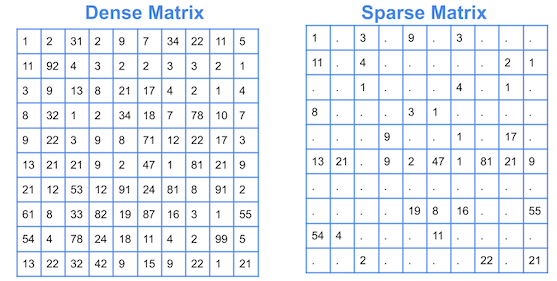 Dense Matrix
1 2 31 2 9 7 34 22 11 5
11 92 4 3 2 2 3 3 2 1
3 9 13 8 21 17 4 2 1 4
8 32 1 2 34 18 7 78 10 7
9 22 3 9 8 71 12 22 17 3
13 21 21 9 2 47 1 81 21 9
21 12 53 12 91 24 81 8 91 2
61 8 33 82 19 87 16 3 1 55
54 4 78 24 18 11 4 2 99 5
13 22 32 42 9 15 9 22 1 21
Sparse Matrix
1 . 3 . 9 . 3 . . .
11 . 4 . . . . . 2 1
. . 1 . . . 4 . 1 .
8 . . . 3 1 . . . .
. . . 9 . . 1 . 17 .
13 21 . 9 2 47 1 81 21 9
. . . . . . . . . .
. . . . 19 8 16 . . 55
54 4 . . . 11 . . . .
. . 2 . . . . 22 . 21